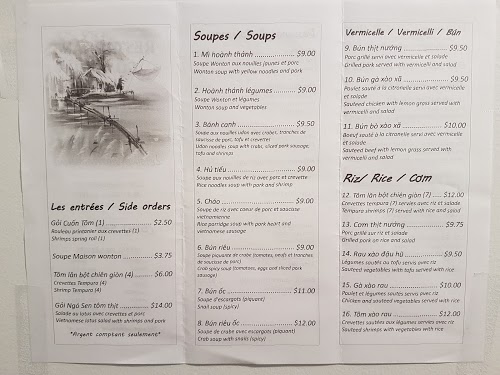 Les entrées / Side orders
Gỏi Cuốn Tôm (1) ............ $2.50
Rouleau printanier aux crevettes (1)
Shrimps spring roll (1)
Soupe Maison wonton ............ $3.75
Tôm lăn bột chiên giòn (4) ........ $6.00
Crevettes Tempura (4)
Shrimp Tempura (4)
Gỏi Ngó Sen tôm thịt ............ $14.00
Salade au lotus avec crevettes et porc
Vietnamese lotus salad with shrimps and pork
*Argent comptant seulement*
Soupes / Soups
1. Mì hoành thánh ............ $9.00
Soupe Wonton aux nouilles jaunes et porc
Wonton soup with yellow noodles and pork
2. Hoành thánh légumes ........ $9.00
Soupe Wonton et légumes
Wonton soup and vegetables
3. Bánh canh ............ $9.50
Soupe aux nouilles udon avec crabes, tranches de
saucisse de porc, tofu et crevettes
Udon noodle soup with crabs, sliced pork sausage,
tofu and shrimps
4. Hủ tiếu ............ $9.00
Soupe aux nouilles de riz avec porc et crevette
Rice noodles soup with pork and shrimp
5. Cháo ............ $9.00
Soupe de riz avec coeur de porc et saucisse
vietnamienne
Rice porridge soup with pork heart and
vietnamese sausage
6. Bún riêu ............ $9.00
Soupe piquante de crabe (tomates, oeufs et tranches
de saucisse de porc)
Crab spicy soup (tomatoes, eggs and sliced pork
sausage)
7. Bún ốc ............ $11.00
Soupe d'escargots (piquant)
Snail soup (spicy)
8. Bún riêu ốc ............ $12.00
Soupe de crabe avec escargots (piquant)
Crab soup with snails (spicy)
Vermicelle / Vermicelli / Bún
9. Bún thịt nướng ............ $9.50
Porc grillé servi avec vermicelle et salade
Grilled pork served with vermicelli and salad
10. Bún gà xào xã ............ $9.50
Poulet sauté à la citronelle servi avec vermicelle
et salade
Sautéed chicken with lemon grass served with
vermicelli and salad
11. Bún bò xào xã ............ $10.00
Boeuf sauté à la citronelle servi avec vermicelle
et salade
Sauteed beef with lemon grass served with
vermicelli and salad
Riz/ Rice / Cơm
12. Tôm lăn bột chiên giòn (7) ..... $12.00
Crevettes tempura (7) servies avec riz et salade
Tempura shrimps (7) served with rice and salad
13. Cơm thịt nướng ............ $9.75
Porc grillé sur riz et salade
Grilled pork on rice and salad
14. Rau xào đậu hũ ............ $9.50
Légumes sautés au tofu servis avec riz
Sauteed vegetables with tofu served with rice
15. Gà xào rau ............ $10.00
Poulet et légumes sautés servis avec riz
Chicken and sauteed vegetables served with rice
16. Tôm xào rau ............ $12.00
Crevettes sautées aux légumes servies avec riz
Sauteed shrimps with vegetables served with rice